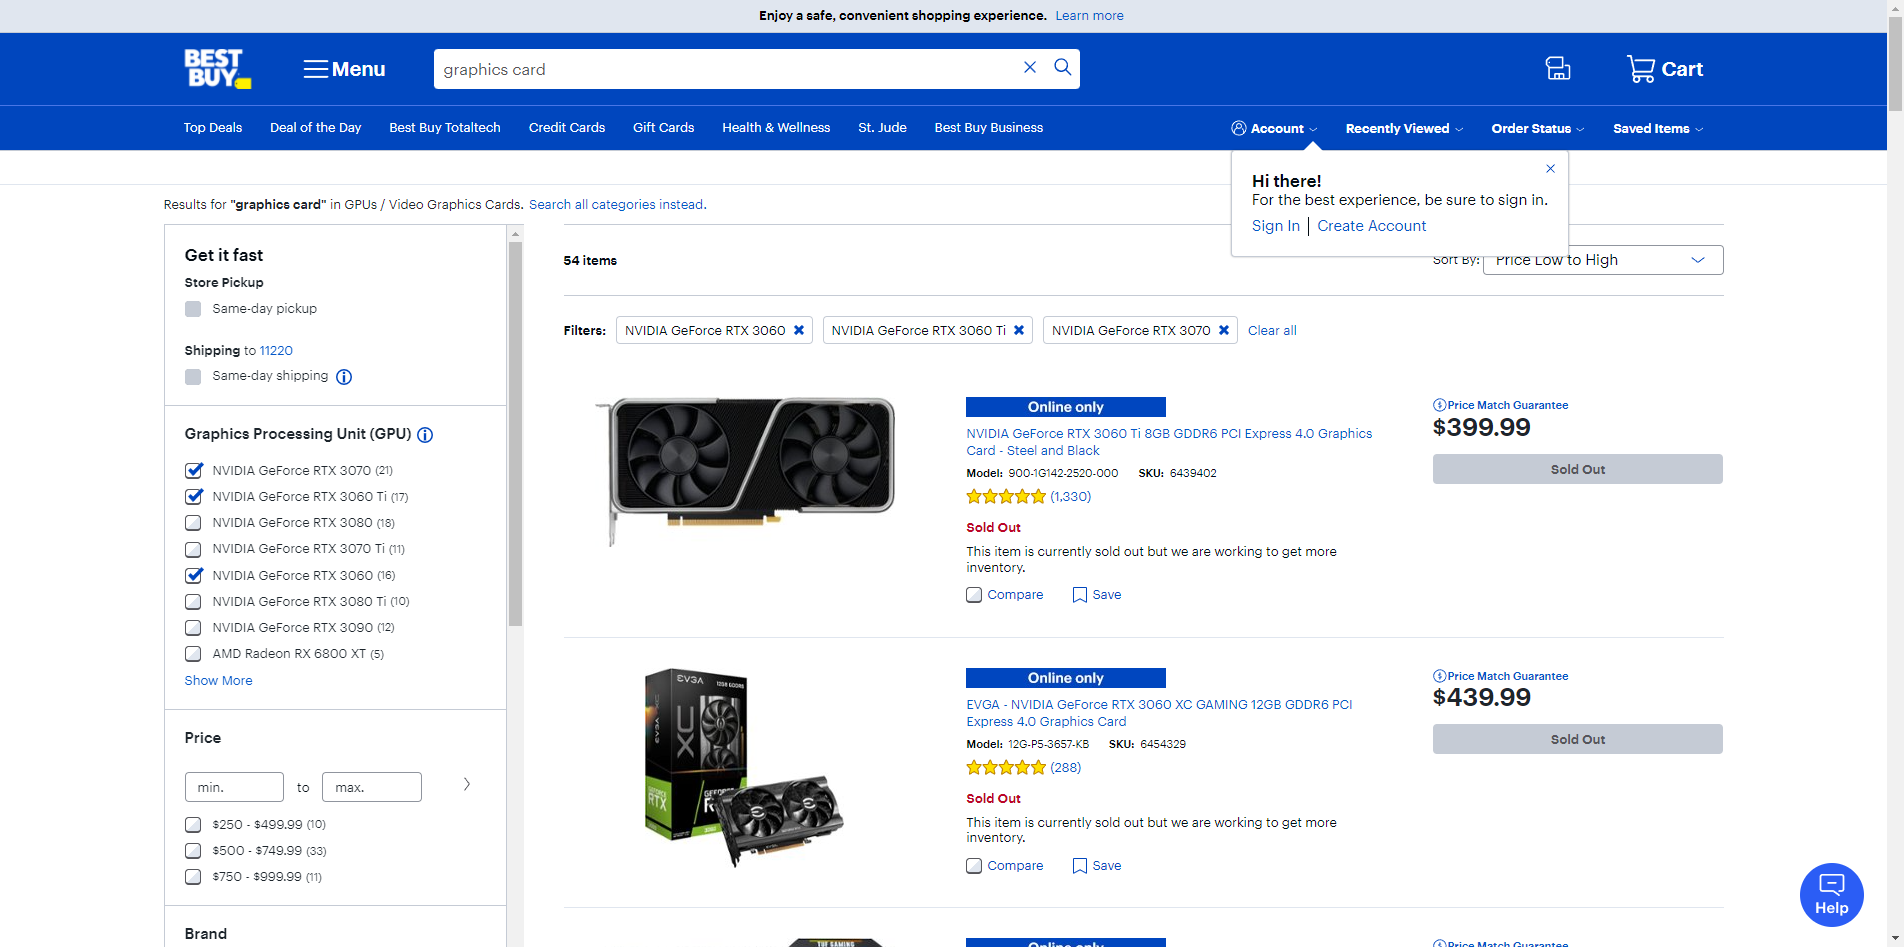 Enjoy a safe, convenient shopping experience. Learn more
BEST BUY
Menu
graphics card
Cart
Top Deals
Deal of the Day
Best Buy Totaltech
Credit Cards
Gift Cards
Health & Wellness
St. Jude
Best Buy Business
Account
Recently Viewed
Order Status
Saved Items
Hi there!
For the best experience, be sure to sign in.
Sign In | Create Account
Results for "graphics card" in GPUs / Video Graphics Cards. Search all categories instead.
Get it fast
Store Pickup
Same-day pickup
Shipping to 11220
Same-day shipping
Graphics Processing Unit (GPU)
NVIDIA GeForce RTX 3070 (21)
NVIDIA GeForce RTX 3060 Ti (17)
NVIDIA GeForce RTX 3080 (18)
NVIDIA GeForce RTX 3070 Ti (11)
NVIDIA GeForce RTX 3060 (16)
NVIDIA GeForce RTX 3080 Ti (10)
NVIDIA GeForce RTX 3090 (12)
AMD Radeon RX 6800 XT (5)
Show More
Price
min. to max.
$250 - $499.99 (10)
$500 - $749.99 (33)
$750 - $999.99 (11)
Brand
54 items
Sort By: Price Low to High
Filters: NVIDIA GeForce RTX 3060 NVIDIA GeForce RTX 3060 Ti NVIDIA GeForce RTX 3070 Clear all
Online only
NVIDIA GeForce RTX 3060 Ti 8GB GDDR6 PCI Express 4.0 Graphics
Card - Steel and Black
Model: 900-1G142-2520-000 SKU: 6439402
(1,330)
Sold Out
This item is currently sold out but we are working to get more
inventory.
Compare Save
Price Match Guarantee
$399.99
Sold Out
EVGA
12GB GDDR6
XC
EVGA
GEFORCE
RTX
Online only
EVGA - NVIDIA GeForce RTX 3060 XC GAMING 12GB GDDR6 PCI
Express 4.0 Graphics Card
Model: 12G-P5-3657-KB SKU: 6454329
(288)
Sold Out
This item is currently sold out but we are working to get more
inventory.
Compare Save
Price Match Guarantee
$439.99
Sold Out
TUF GAMING
Online only
Price Match Guarantee
Help